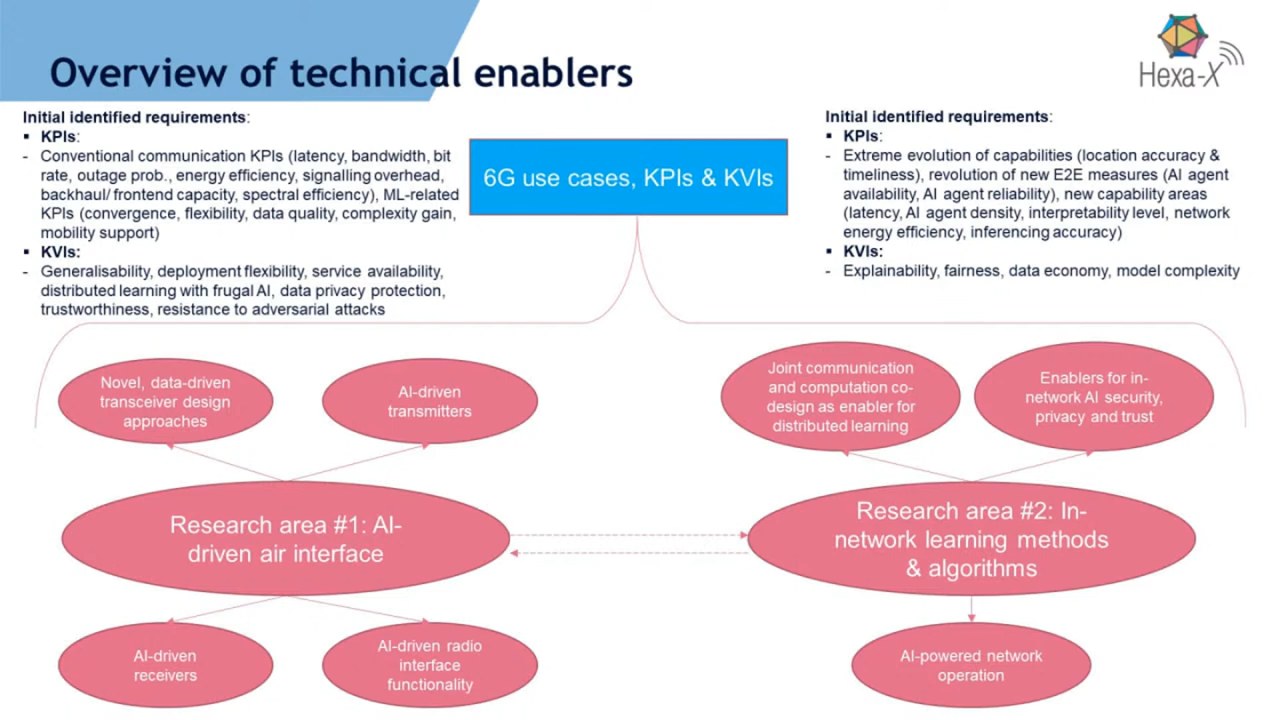 Overview of technical enablers
Hexa-X
Initial identified requirements:
▪ KPIs:
- Conventional communication KPIs (latency, bandwidth, bit
rate, outage prob., energy efficiency, signalling overhead,
backhaul/ frontend capacity, spectral efficiency), ML-related
KPIs (convergence, flexibility, data quality, complexity gain,
mobility support)
▪ KVIs:
- Generalisability, deployment flexibility, service availability,
distributed learning with frugal AI, data privacy protection,
trustworthiness, resistance to adversarial attacks
6G use cases, KPIs & KVIs
Initial identified requirements:
▪ KPIs:
- Extreme evolution of capabilities (location accuracy &
timeliness), revolution of new E2E measures (AI agent
availability, AI agent reliability), new capability areas
(latency, AI agent density, interpretability level, network
energy efficiency, inferencing accuracy)
▪ KVIs:
- Explainability, fairness, data economy, model complexity
Novel, data-driven
transceiver design
approaches
AI-driven
transmitters
Joint communication
and computation co-
design as enabler for
distributed learning
Enablers for in-
network AI security,
privacy and trust
Research area #1: AI-
driven air interface
Research area #2: In-
network learning methods
& algorithms
AI-driven
receivers
AI-driven radio
interface
functionality
AI-powered network
operation